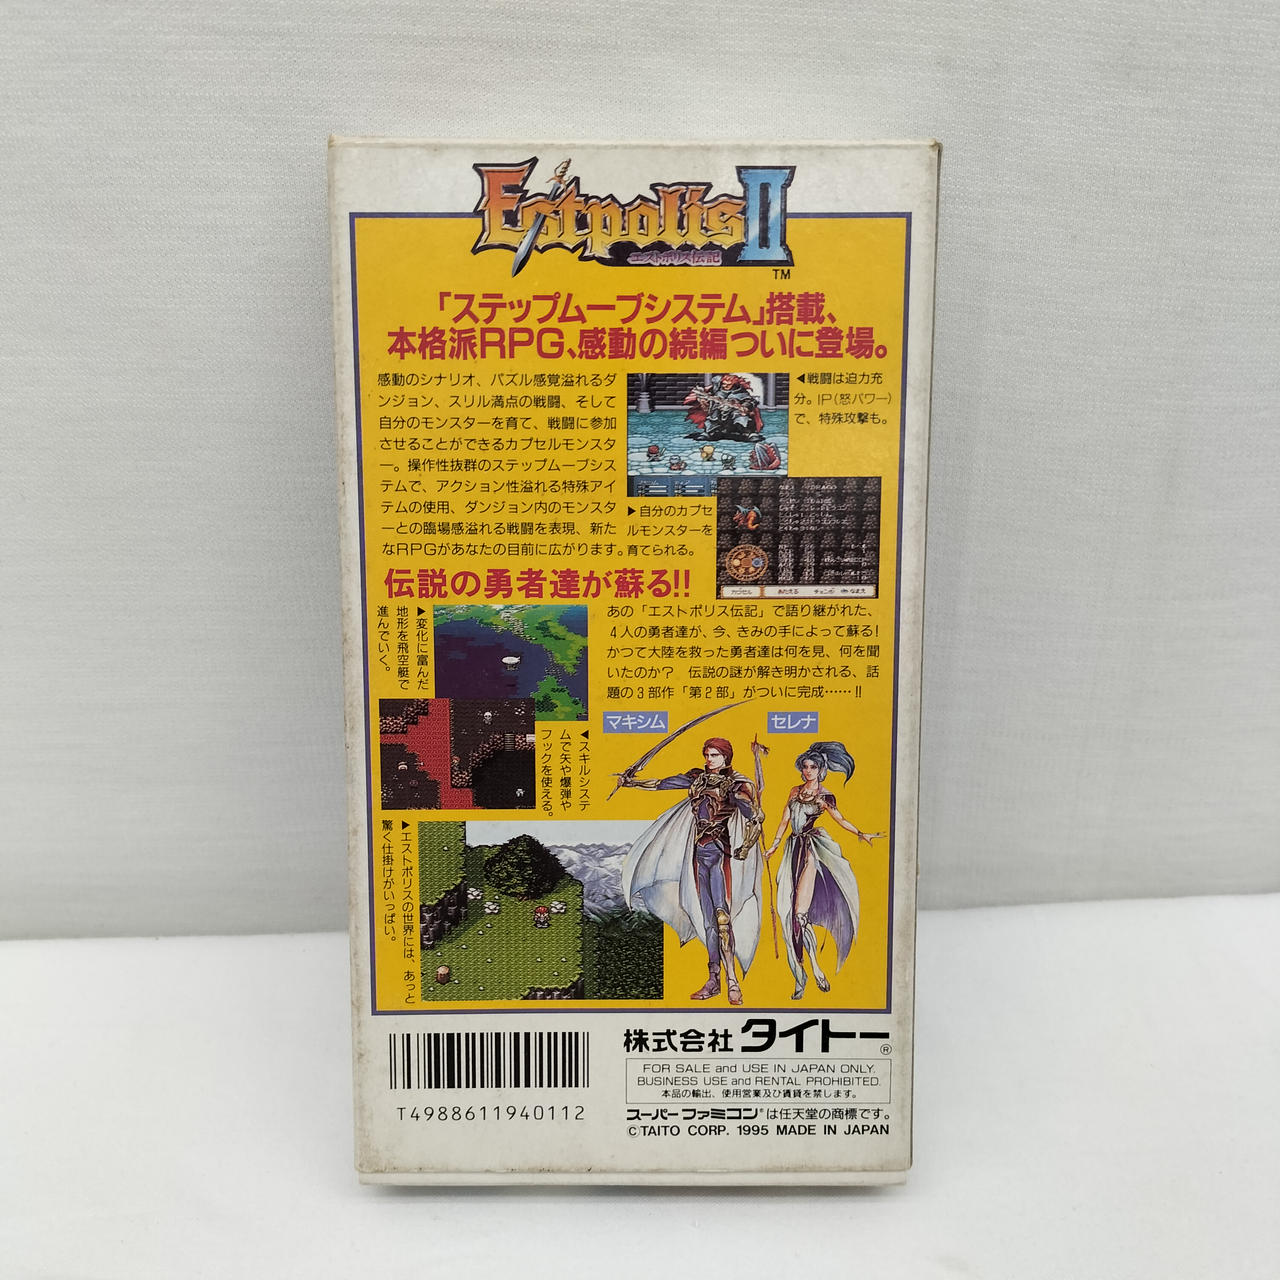 Estpolis II
エストポリス伝記
TM
「ステップムーブシステム」搭載、
本格派RPG、感動の続編ついに登場。
感動のシナリオ、パズル感覚溢れるダ
ンジョン、スリル満点の戦闘、そして
自分のモンスターを育て、戦闘に参加
させることができるカプセルモンスタ
ー。操作性抜群のステップムーブシス
テムで、アクション性溢れる特殊アイ
テムの使用、ダンジョン内のモンスタ
ーとの臨場感溢れる戦闘を表現、新た
なRPGがあなたの目前に広がります。
◀戦闘は迫力充
分。IP(怒パワー)
で、特殊攻撃も。
▶自分のカプセ
ルモンスターを
育てられる。
伝説の勇者達が蘇る!!
あの「エストポリス伝記」で語り継がれた、
4人の勇者達が、今、きみの手によって蘇る!
かつて大陸を救った勇者達は何を見、何を聞
いたのか? 伝説の謎が解き明かされる、話
題の3部作「第2部」がついに完成……!!
▶変化に富んだ
地形を飛空艇で
進んでいく。
◀スキルシステ
ムで矢や爆弾や
フックを使える。
マキシム
セレナ
▶エストポリスの世界には、あっと
驚く仕掛けがいっぱい。
株式会社タイトー®
FOR SALE and USE IN JAPAN ONLY.
BUSINESS USE and RENTAL PROHIBITED.
本品の輸出、使用営業及び賃貸を禁じます。
スーパーファミコン®は任天堂の商標です。
©TAITO CORP. 1995 MADE IN JAPAN
T4988611940112